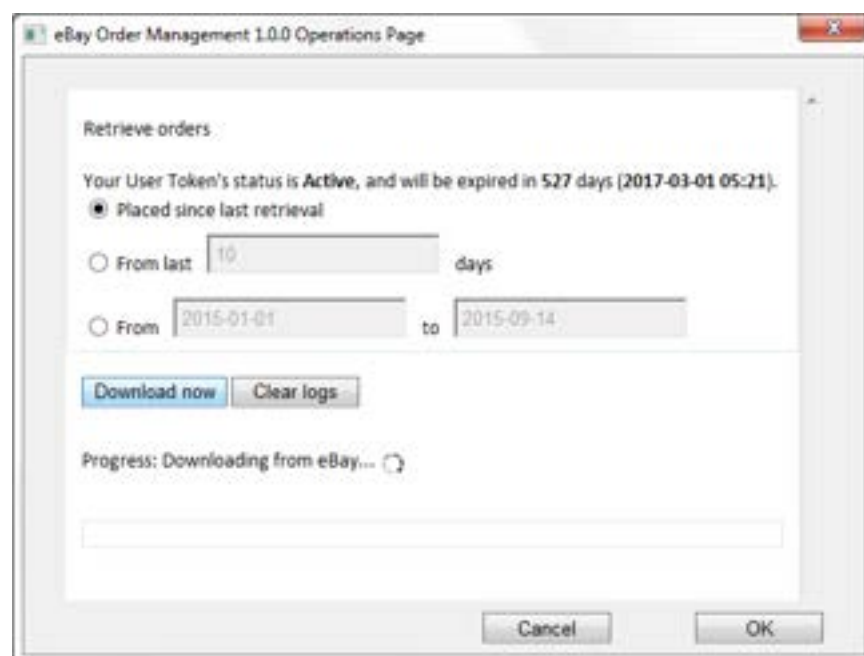 eBay Order Management 1.0.0 Operations Page
Retrieve orders
Your User Token's status is Active, and will be expired in 527 days (2017-03-01 05:21).
Placed since last retrieval
From last 10 days
From 2015-01-01 to 2015-09-14
Download now Clear logs
Progress: Downloading from eBay...
Cancel OK